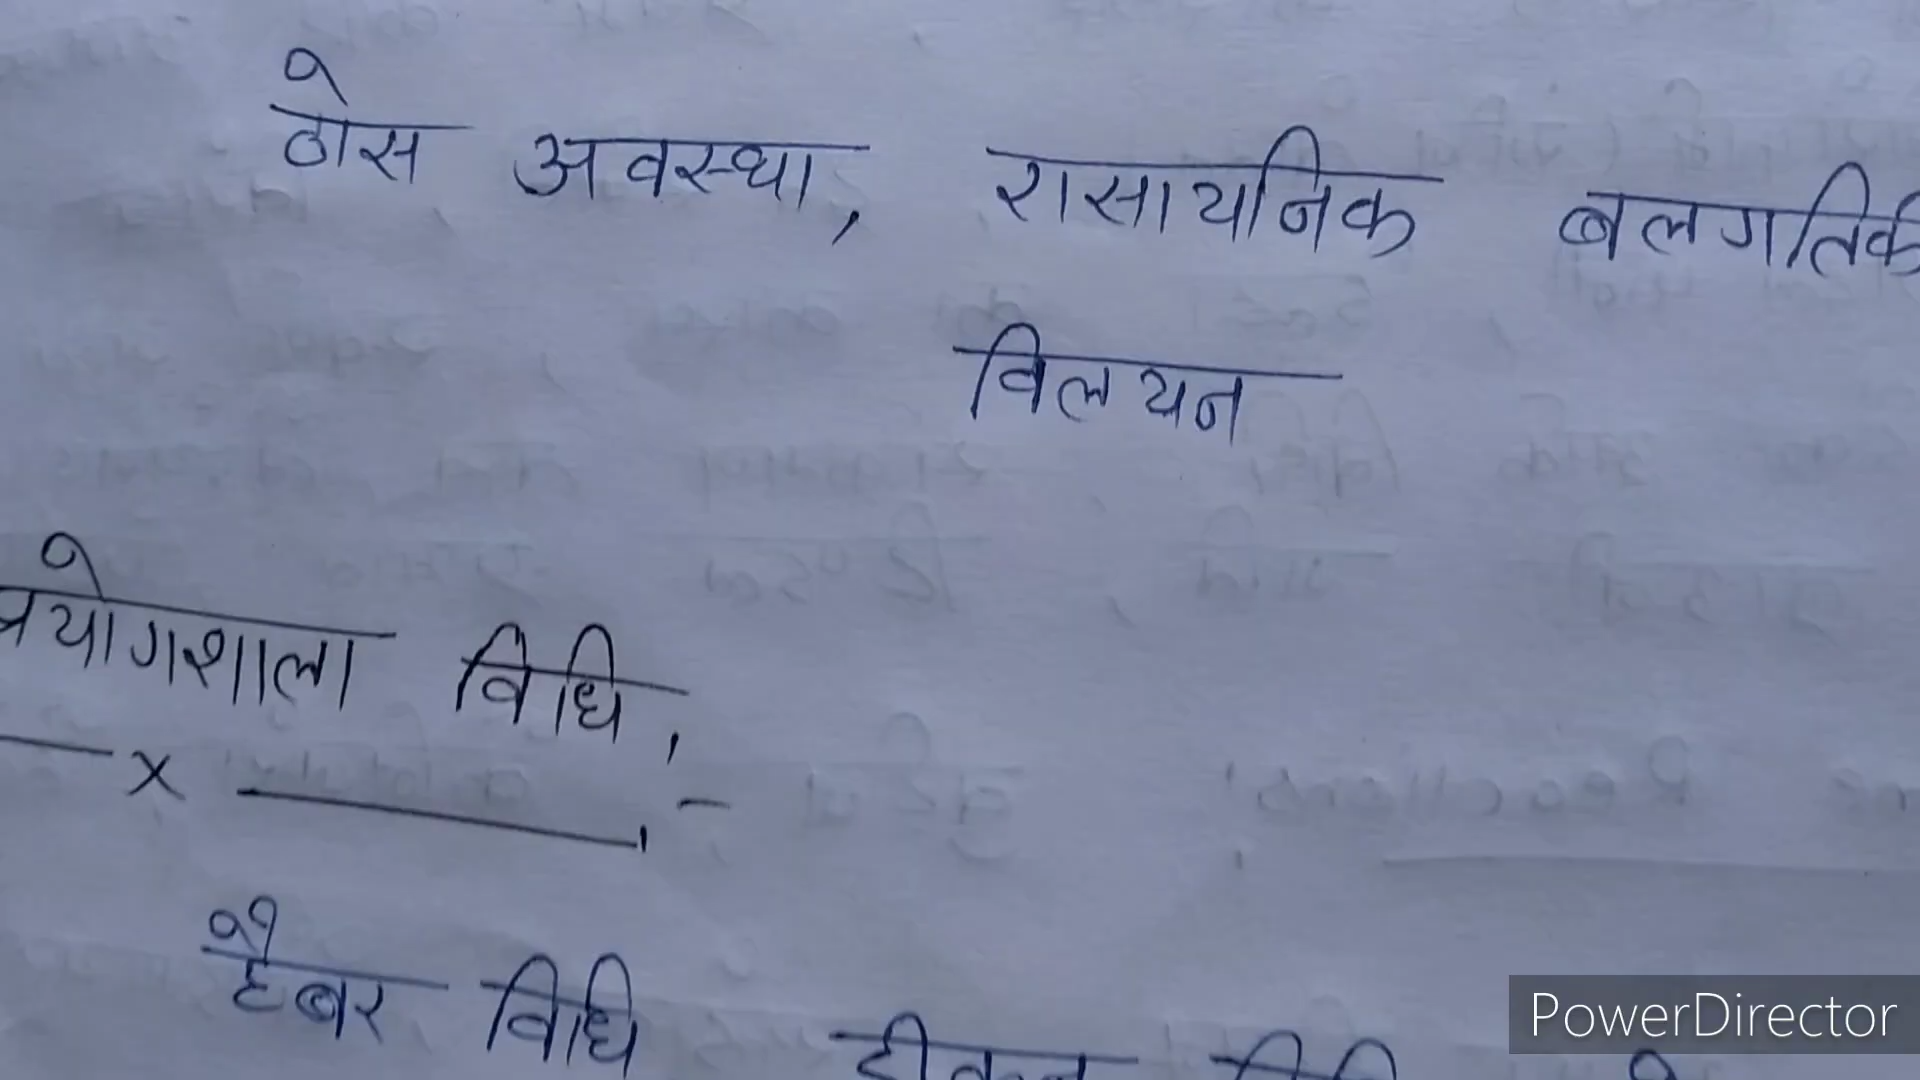 ठोस अवस्था, रासायनिक बलगतिकी
विलयन
प्रयोगशाला विधि,
x -
हैबर विधि
PowerDirector